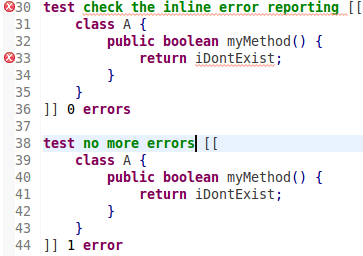 30 test check the inline error reporting [[
31     class A {
32         public boolean myMethod() {
33             return iDontExist;
34         }
35     }
36 ]] 0 errors
37
38 test no more errors [[
39     class A {
40         public boolean myMethod() {
41             return iDontExist;
42         }
43     }
44 ]] 1 error